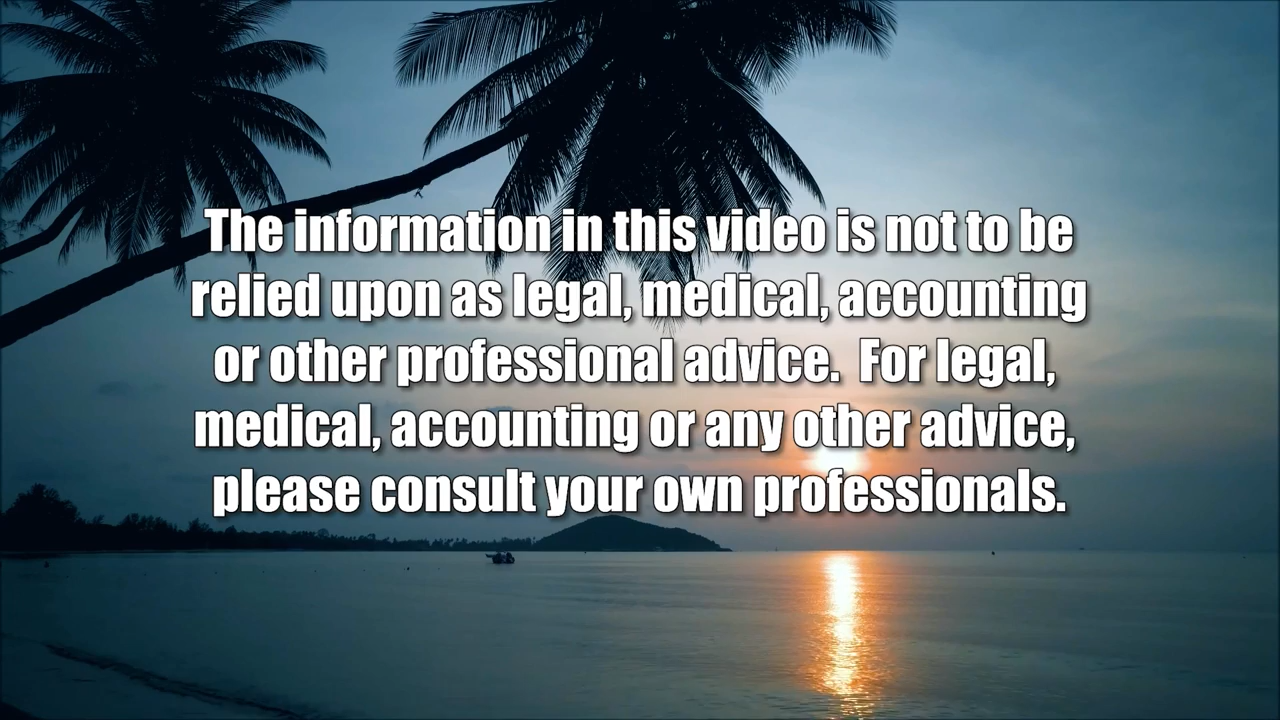 The information in this video is not to be
relied upon as legal, medical, accounting
or other professional advice.  For legal,
medical, accounting or any other advice,
please consult your own professionals.